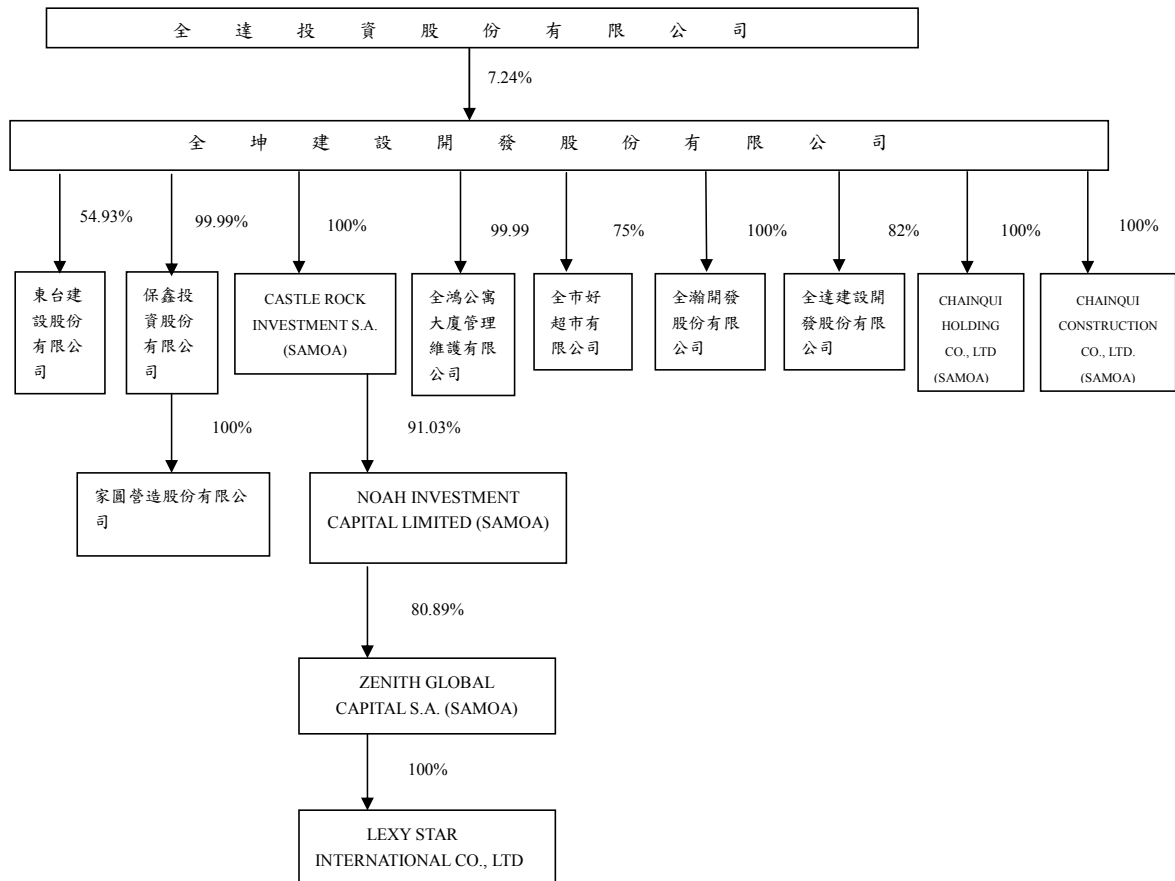 全達投資股份有限公司
7.24%
全坤建設開發股份有限公司
54.93%
99.99%
100%
99.99
75%
100%
82%
100%
100%
東台建
設股份
有限公
司
保鑫投
資股份
有限公
司
CASTLE ROCK
INVESTMENT S.A.
(SAMOA)
全鴻公寓
大廈管理
維護有限
公司
全市好
超市有
限公司
全瀚開發
股份有限
公司
全達建設開
發股份有限
公司
CHAINQUI
HOLDING
CO., LTD
(SAMOA)
CHAINQUI
CONSTRUCTION
CO., LTD.
(SAMOA)
100%
91.03%
家圓營造股份有限公
司
NOAH INVESTMENT
CAPITAL LIMITED (SAMOA)
80.89%
ZENITH GLOBAL
CAPITAL S.A. (SAMOA)
100%
LEXY STAR
INTERNATIONAL CO., LTD